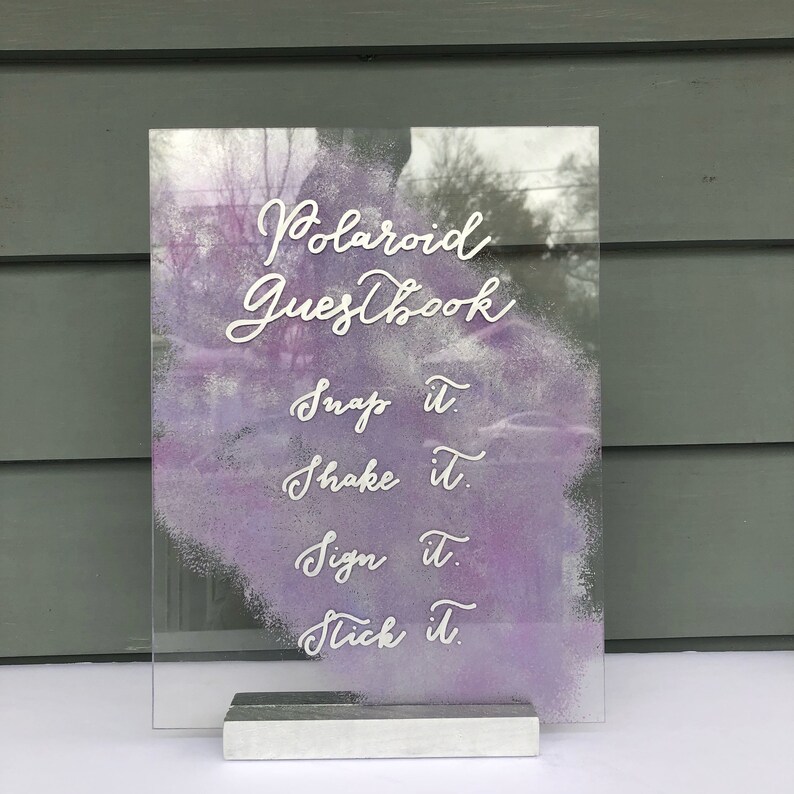 Polaroid
Guestbook
Snap it.
Shake it.
Sign it.
Stick it.